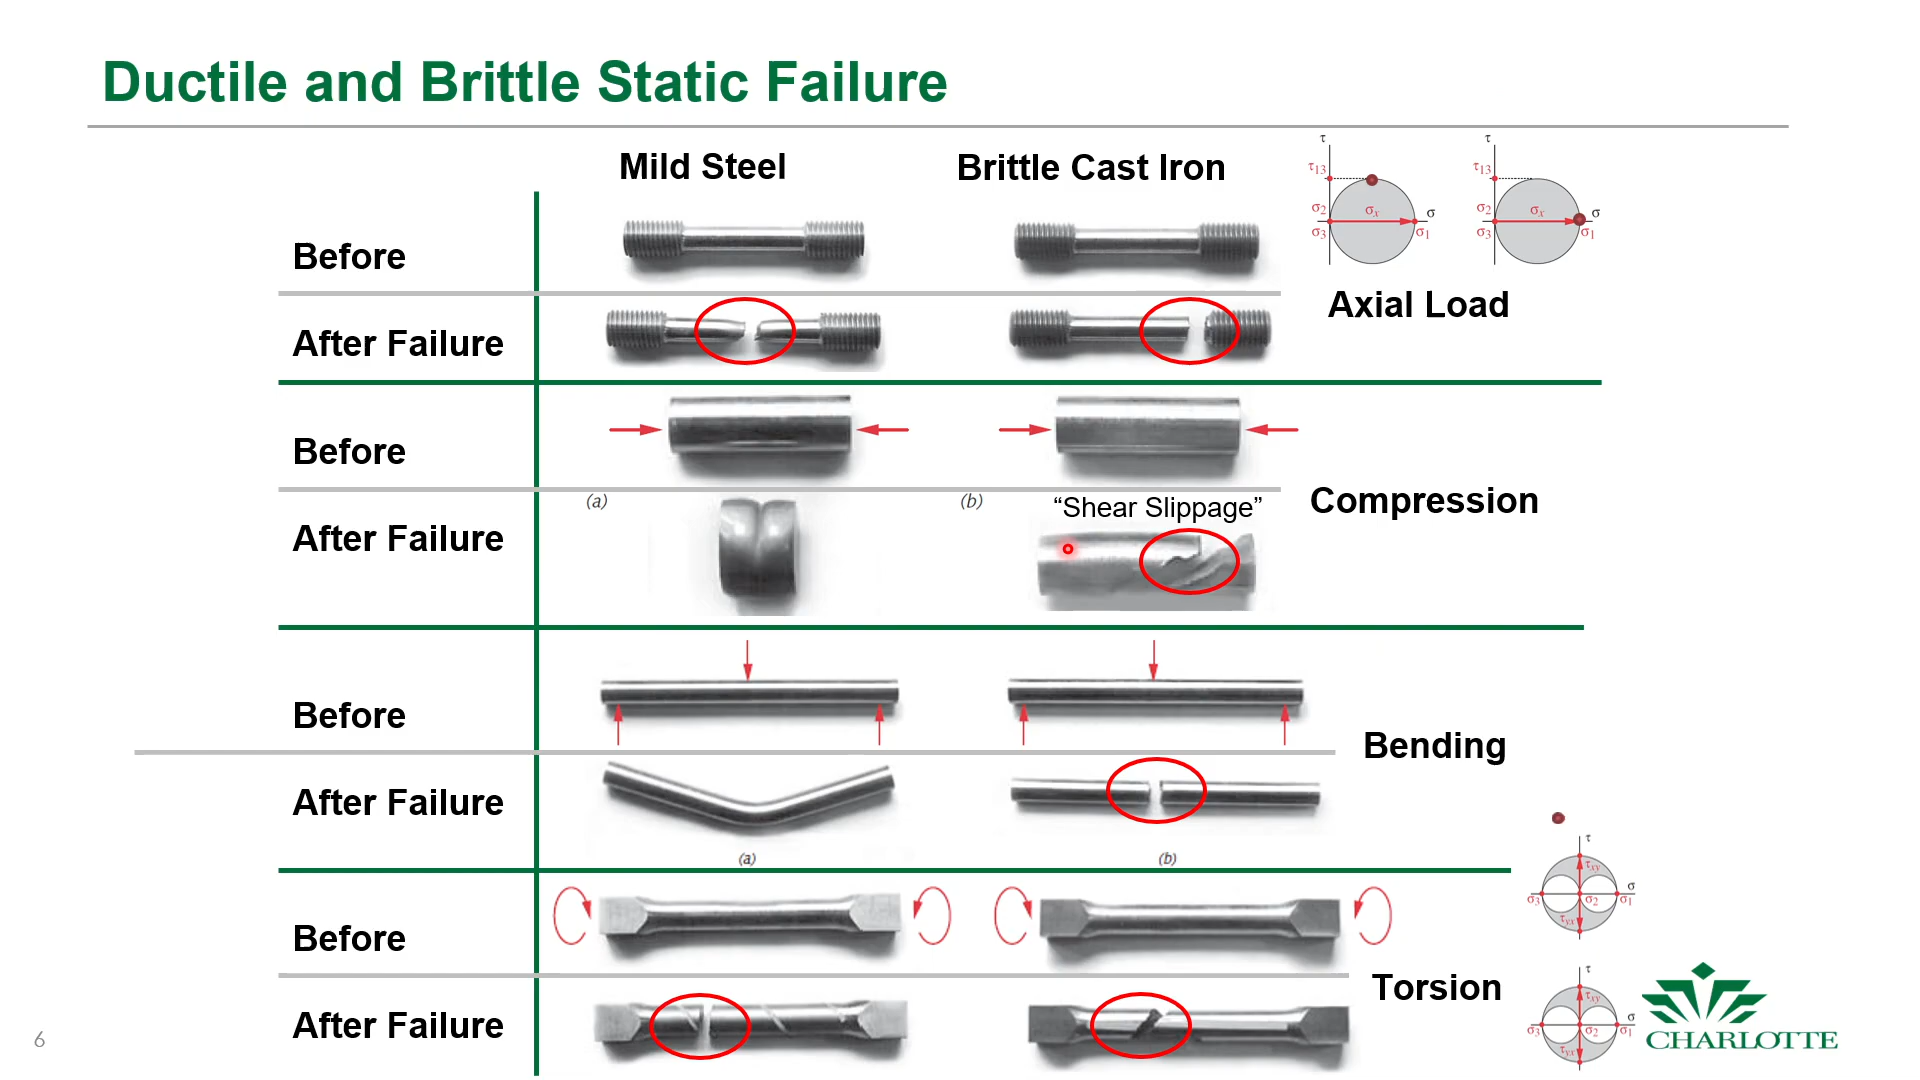 Ductile and Brittle Static Failure
Mild Steel
Brittle Cast Iron
τ
τ13
σ2
σx
σ
σ3
σ1
τ
τ13
σ2
σx
σ
σ3
σ1
Before
After Failure
Axial Load
Before
(a)
(b)
“Shear Slippage”
Compression
After Failure
Before
Bending
After Failure
(a)
(b)
τ
τxy
σ
σ3
σ2
σ1
τyx
Before
Torsion
After Failure
τ
τxy
σ
σ3
σ2
σ1
τyx
CHARLOTTE
6